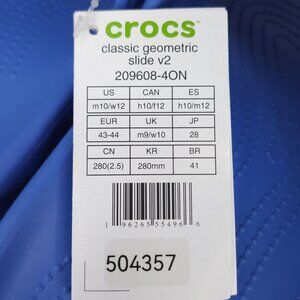 crocs™
classic geometric
slide v2
209608-4ON
US CAN ES
m10/w12 h10/f12 h10/m12
EUR UK JP
43-44 m9/w10 28
CN KR BR
280(2.5) 280mm 41
1 96265 55496 6
504357